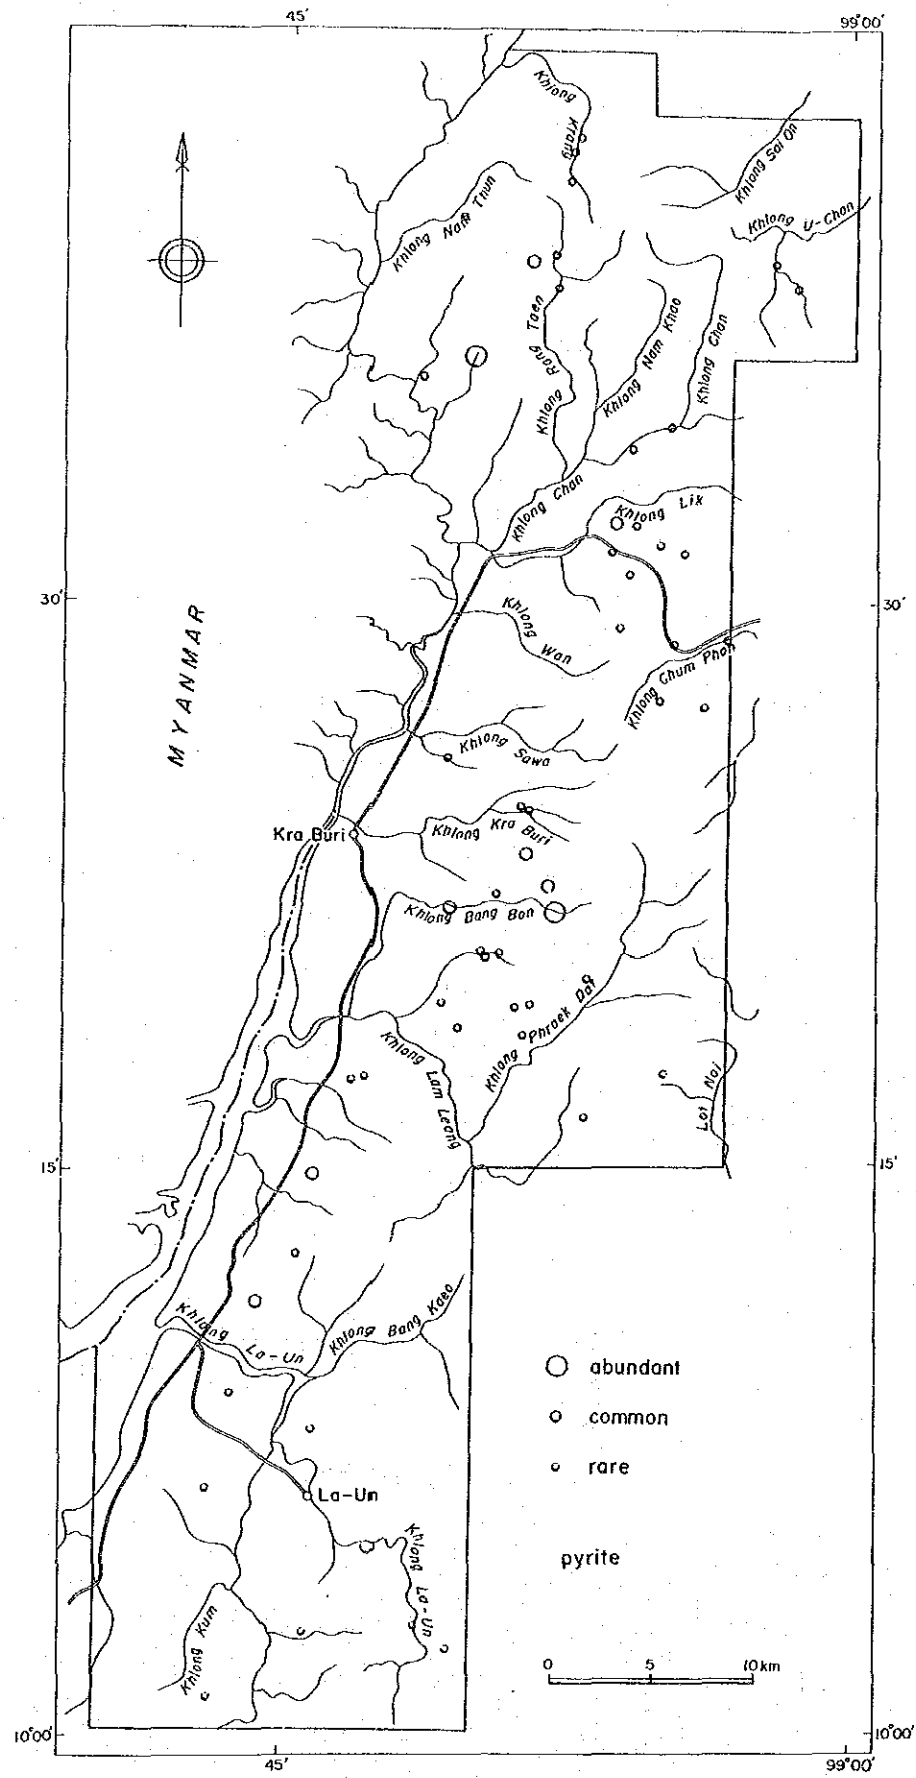 45'
99°00'
Khlong
Krang
Khlong Sai On
Khlong Nam Thun
Khlong U-Chan
Khlong Rang Taen
Khlong Nam Khao
Khlong Chan
Khlong Chan
Khlong Lik
30'
30'
MYANMAR
Khlong Wan
Khlong Chum Phon
Khlong Sawa
Kra Buri
Khlong Kra Buri
Khlong Bang Bon
Khlong Phraek Dat
Khlong Lam Leang
Lat Nai
15'
15'
Khlong La-Un
Khlong Bang Kaeo
abundant
common
rare
La-Un
pyrite
Khlong La-Un
Khlong Kum
0 5 10km
10°00'
10°00'
45'
99°00'